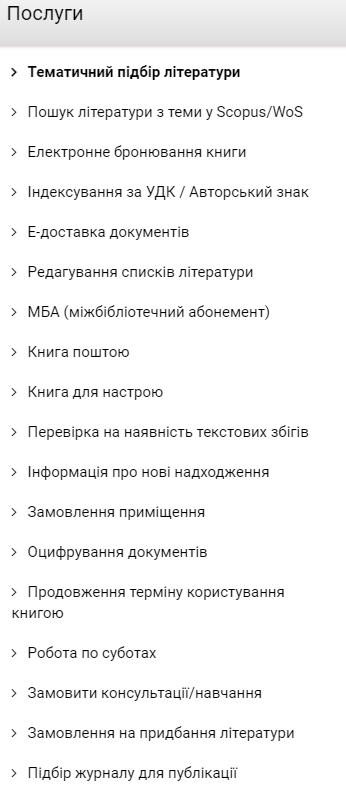 Послуги
Тематичний підбір літератури
Пошук літератури з теми у Scopus/WoS
Електронне бронювання книги
Індексування за УДК / Авторський знак
Е-доставка документів
Редагування списків літератури
МБА (міжбібліотечний абонемент)
Книга поштою
Книга для настрою
Перевірка на наявність текстових збігів
Інформація про нові надходження
Замовлення приміщення
Оцифрування документів
Продовження терміну користування
книгою
Робота по суботах
Замовити консультації/навчання
Замовлення на придбання літератури
Підбір журналу для публікації